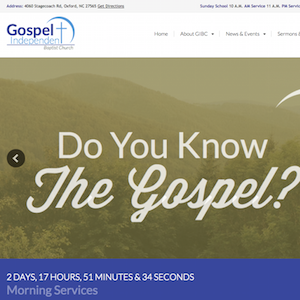 Address: 4060 Stagecoach Rd, Oxford, NC 27565 Get Directions
Sunday School 10 A.M. AM Service 11 A.M. PM Servi
Gospel
Independen
Baptist Church
Home
About GIBC
News & Events
Sermons &
Do You Know
The Gospel?
2 DAYS, 17 HOURS, 51 MINUTES & 34 SECONDS
Morning Services